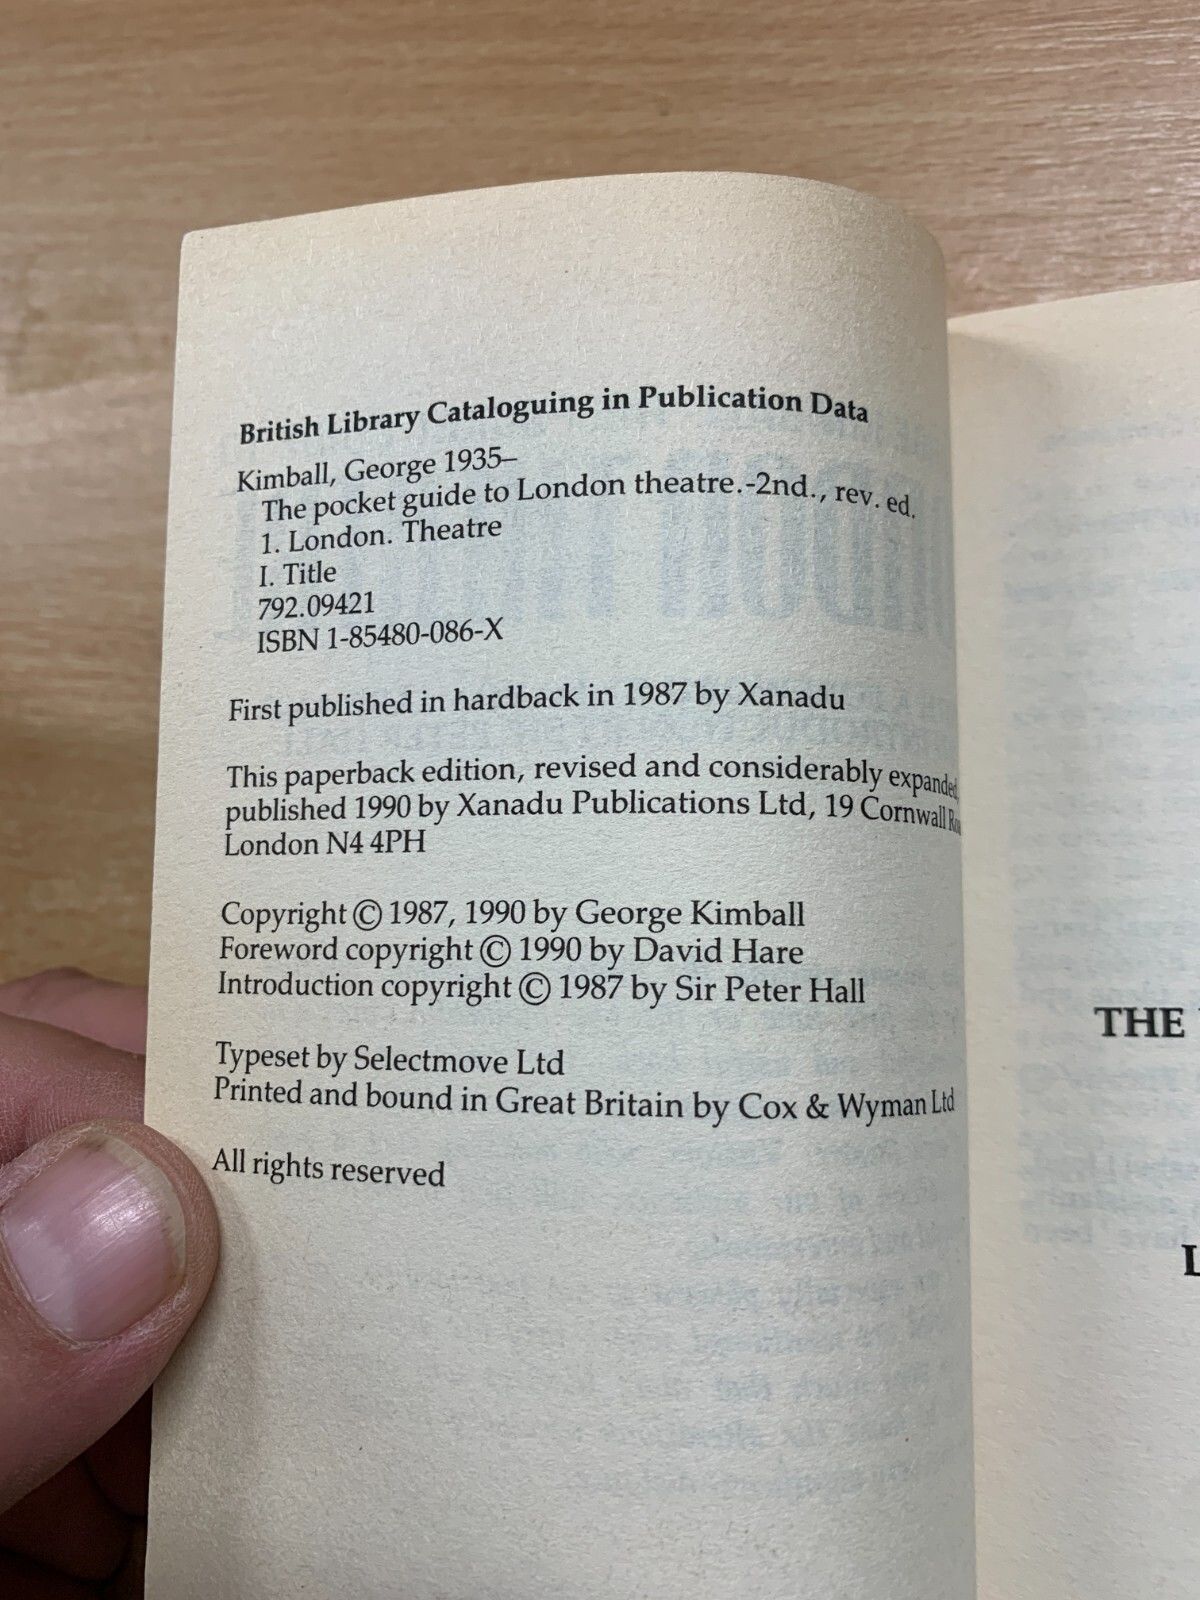 British Library Cataloguing in Publication Data
Kimball, George 1935–
The pocket guide to London theatre.-2nd., rev. ed.
1. London. Theatre
I. Title
792.09421
ISBN 1-85480-086-X
First published in hardback in 1987 by Xanadu
This paperback edition, revised and considerably expanded,
published 1990 by Xanadu Publications Ltd, 19 Cornwall
London N4 4PH
Copyright © 1987, 1990 by George Kimball
Foreword copyright © 1990 by David Hare
Introduction copyright © 1987 by Sir Peter Hall
Typeset by Selectmove Ltd
Printed and bound in Great Britain by Cox & Wyman Ltd
All rights reserved
THE